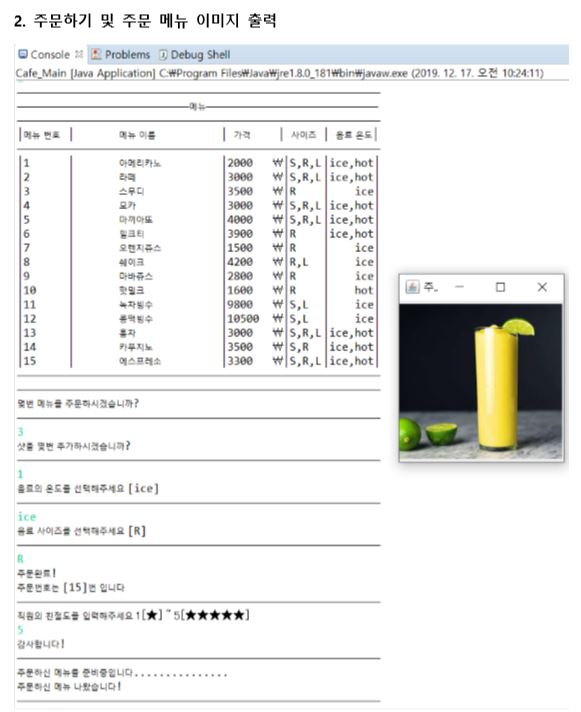 2. 주문하기 및 주문 메뉴 이미지 출력
Console Problems Debug Shell
Cafe_Main [Java Application] C:￦Program Files￦Java￦jre1.8.0_181￦bin￦javaw.exe (2019. 12. 17. 오전 10:24:11)
메뉴
메뉴 번호 메뉴 이름 가격 사이즈 음료 온도
1 아메리카노 2000 ￦ S,R,L ice,hot
2 라떼 3000 ￦ S,R,L ice,hot
3 스무디 3500 ￦ R ice
4 모카 3000 ￦ S,R,L ice,hot
5 마끼아또 4000 ￦ S,R,L ice,hot
6 밀크티 3900 ￦ R ice,hot
7 오렌지쥬스 1500 ￦ R ice
8 쉐이크 4200 ￦ R,L ice
9 마바쥬스 2800 ￦ R ice
10 핫밀크 1600 ￦ R hot
11 녹차빙수 9800 ￦ S,L ice
12 콩떡빙수 10500 ￦ S,L ice
13 홍차 3000 ￦ S,R,L ice,hot
14 카푸치노 3500 ￦ S,R ice,hot
15 에스프레소 3300 ￦ S,R,L ice,hot
몇번 메뉴를 주문하시겠습니까?
3
샷을 몇번 추가하시겠습니까?
1
음료의 온도를 선택해주세요 [ice]
ice
음료 사이즈를 선택해주세요 [R]
R
주문완료!
주문번호는 [15]번 입니다
직원의 친절도를 입력해주세요 1[★] ~ 5[★★★★★]
5
감사합니다!
주문하신 메뉴를 준비중입니다...............
주문하신 메뉴 나왔습니다!
주...